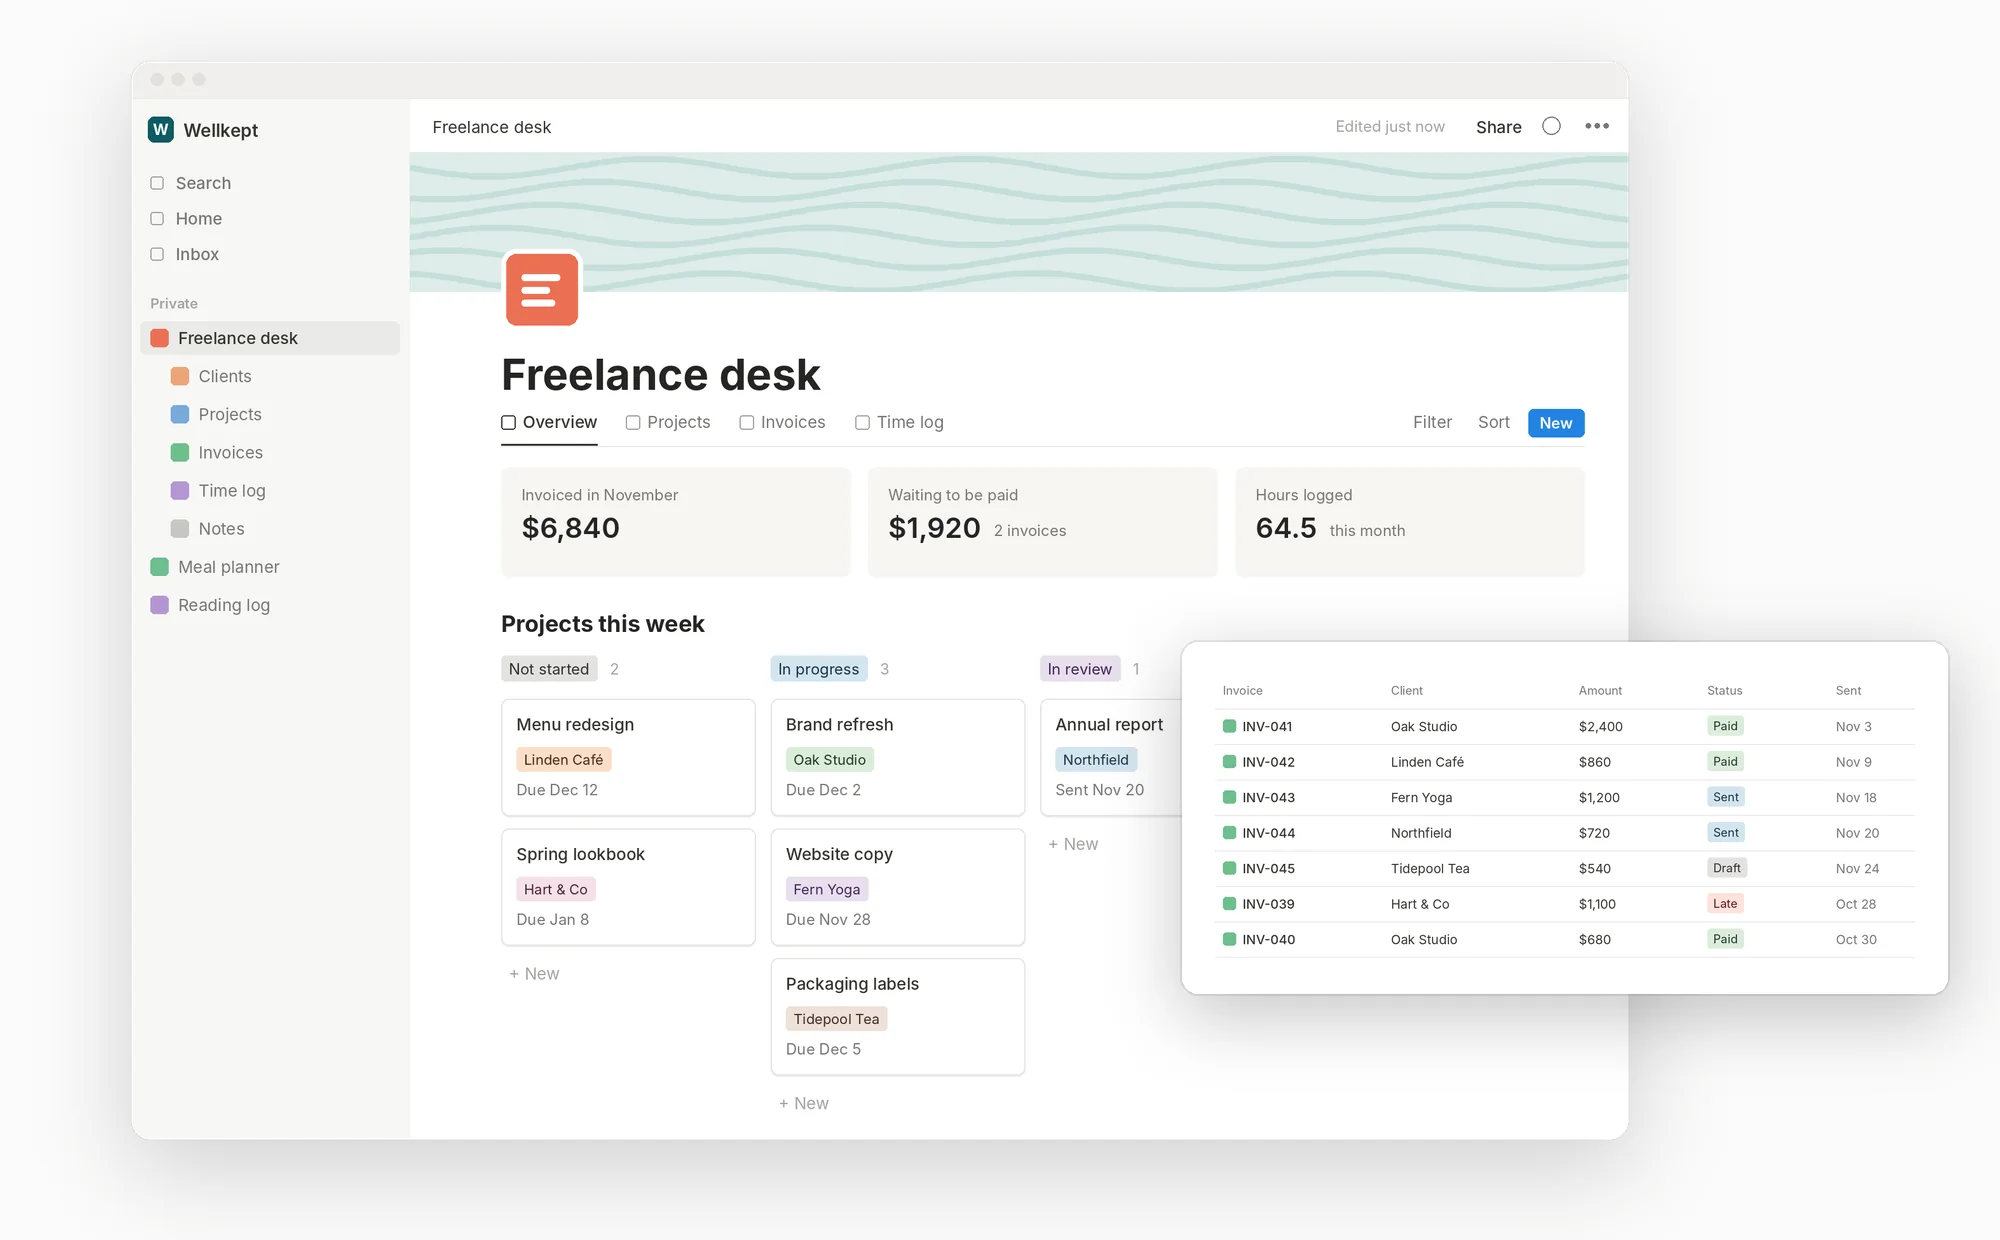 W Wellkept
Search
Home
Inbox
Private
Freelance desk
Clients
Projects
Invoices
Time log
Notes
Meal planner
Reading log
Freelance desk
Edited just now Share
Freelance desk
Overview Projects Invoices Time log Filter Sort New
Invoiced in November
$6,840
Waiting to be paid
$1,920 2 invoices
Hours logged
64.5 this month
Projects this week
Not started 2
Menu redesign
Linden Café
Due Dec 12
Spring lookbook
Hart & Co
Due Jan 8
+ New
In progress 3
Brand refresh
Oak Studio
Due Dec 2
Website copy
Fern Yoga
Due Nov 28
Packaging labels
Tidepool Tea
Due Dec 5
+ New
In review 1
Annual report
Northfield
Sent Nov 20
+ New
Invoice Client Amount Status Sent
INV-041 Oak Studio $2,400 Paid Nov 3
INV-042 Linden Café $860 Paid Nov 9
INV-043 Fern Yoga $1,200 Sent Nov 18
INV-044 Northfield $720 Sent Nov 20
INV-045 Tidepool Tea $540 Draft Nov 24
INV-039 Hart & Co $1,100 Late Oct 28
INV-040 Oak Studio $680 Paid Oct 30